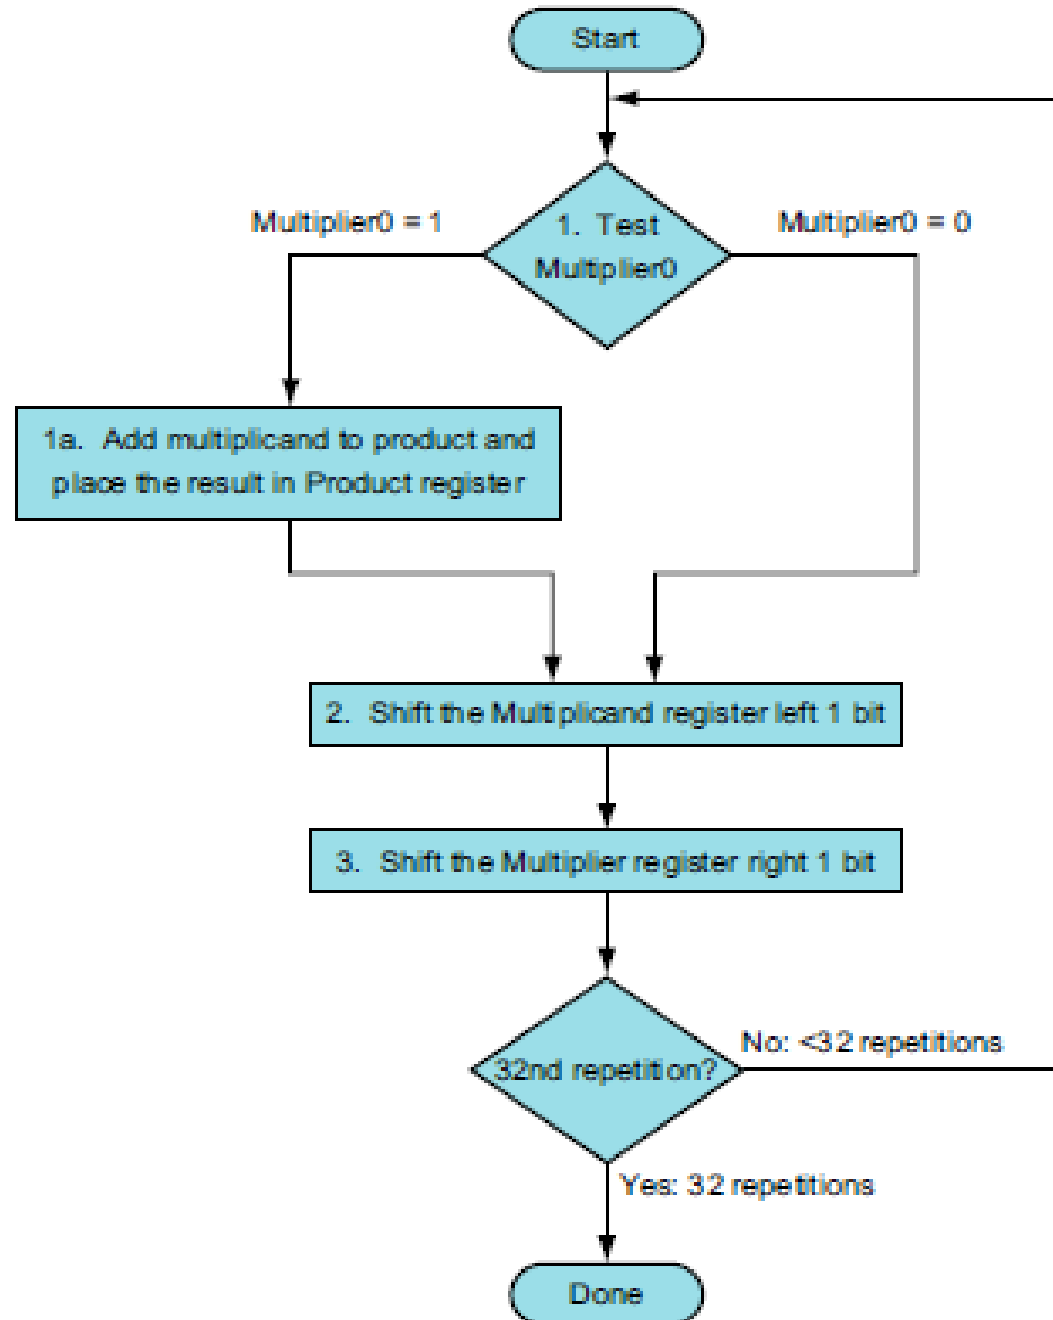 Start
Multiplier0 = 1
1. Test
Multiplier0
Multiplier0 = 0
1a. Add multiplicand to product and
place the result in Product register
2. Shift the Multiplicand register left 1 bit
3. Shift the Multiplier register right 1 bit
32nd repetition?
No: <32 repetitions
Yes: 32 repetitions
Done